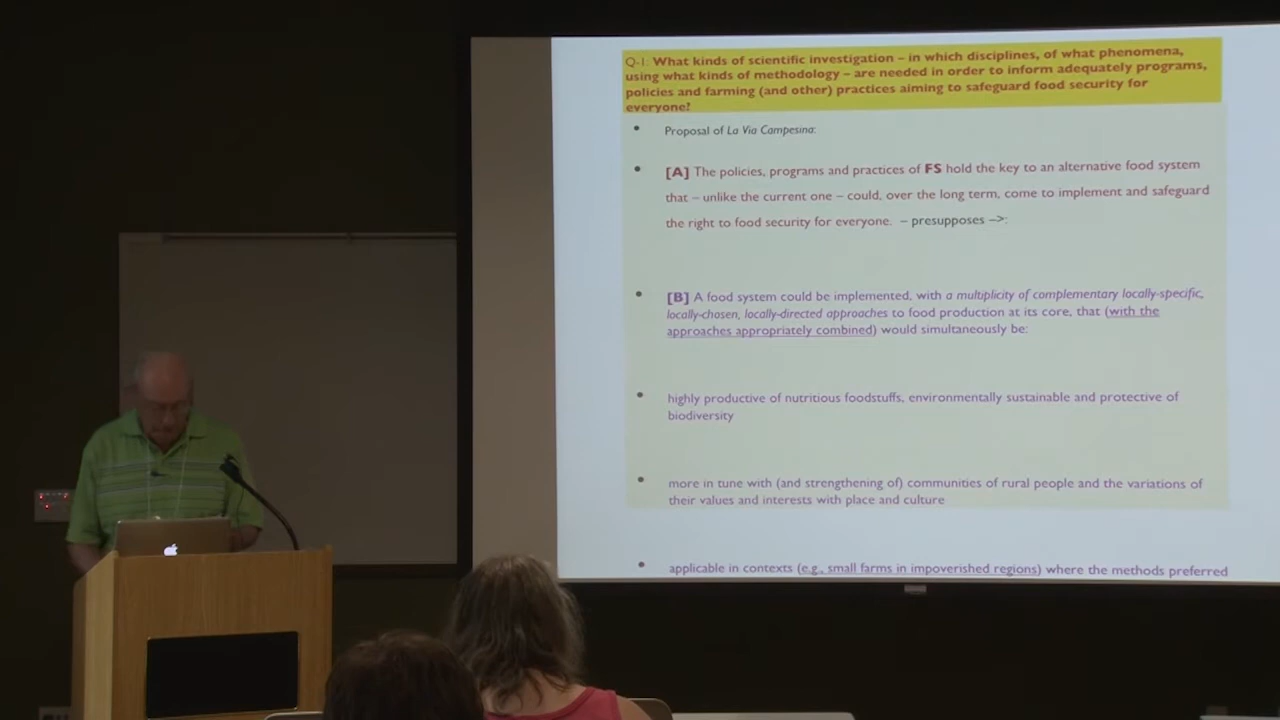 Q-1: What kinds of scientific investigation – in which disciplines, of what phenomena,
using what kinds of methodology – are needed in order to inform adequately programs,
policies and farming (and other) practices aiming to safeguard food security for
everyone?
• Proposal of La Via Campesina:
• [A] The policies, programs and practices of FS hold the key to an alternative food system
that – unlike the current one – could, over the long term, come to implement and safeguard
the right to food security for everyone. – presupposes –>:
• [B] A food system could be implemented, with a multiplicity of complementary locally-specific,
locally-chosen, locally-directed approaches to food production at its core, that (with the
approaches appropriately combined) would simultaneously be:
• highly productive of nutritious foodstuffs, environmentally sustainable and protective of
biodiversity
• more in tune with (and strengthening of) communities of rural people and the variations of
their values and interests with place and culture
• applicable in contexts (e.g., small farms in impoverished regions) where the methods preferred